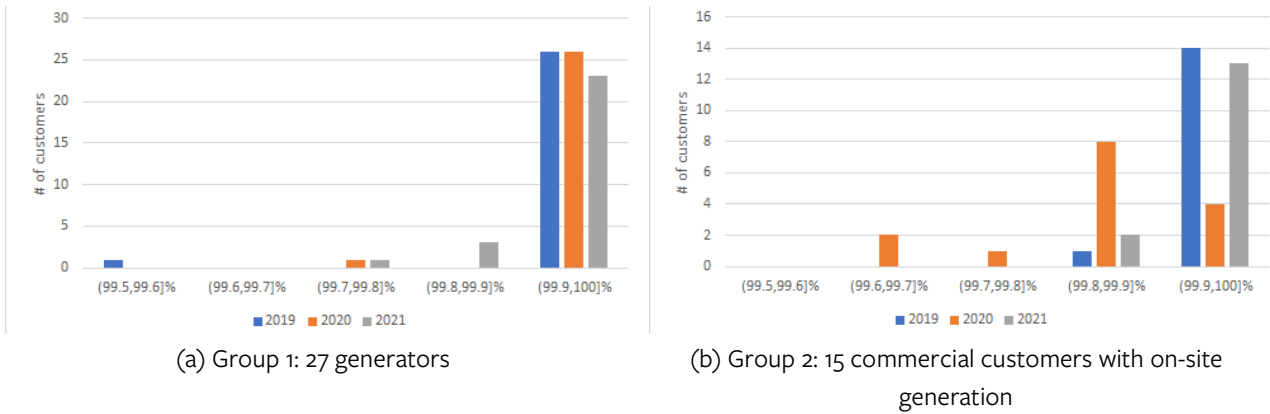 30
25
20
15
10
5
0
# of customers
(99.5,99.6]% (99.6,99.7]% (99.7,99.8]% (99.8,99.9]% (99.9,100]%
2019 2020 2021
(a) Group 1: 27 generators
16
14
12
10
8
6
4
2
0
# of customers
(99.5,99.6]% (99.6,99.7]% (99.7,99.8]% (99.8,99.9]% (99.9,100]%
2019 2020 2021
(b) Group 2: 15 commercial customers with on-site
generation